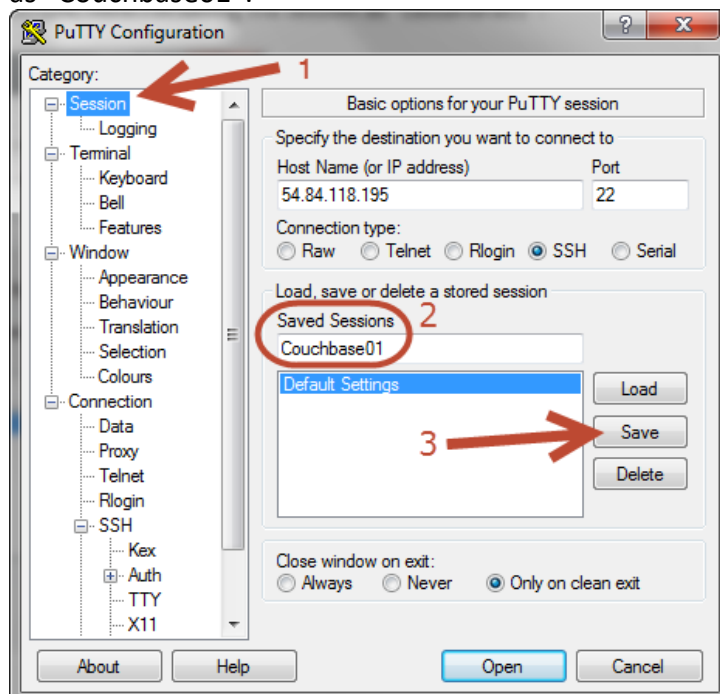 as "Couchbase01".
PuTTY Configuration
?
X
Category:
1
Session
Logging
Terminal
Keyboard
Bell
Features
Window
Appearance
Behaviour
Translation
Selection
Colours
Connection
Data
Proxy
Telnet
Rlogin
SSH
Kex
Auth
TTY
X11
Basic options for your PuTTY session
Specify the destination you want to connect to
Host Name (or IP address) Port
54.84.118.195 22
Connection type:
Raw Telnet Rlogin SSH Serial
Load, save or delete a stored session
Saved Sessions 2
Couchbase01
Default Settings
Load
3 Save
Delete
Close window on exit:
Always Never Only on clean exit
About Help Open Cancel